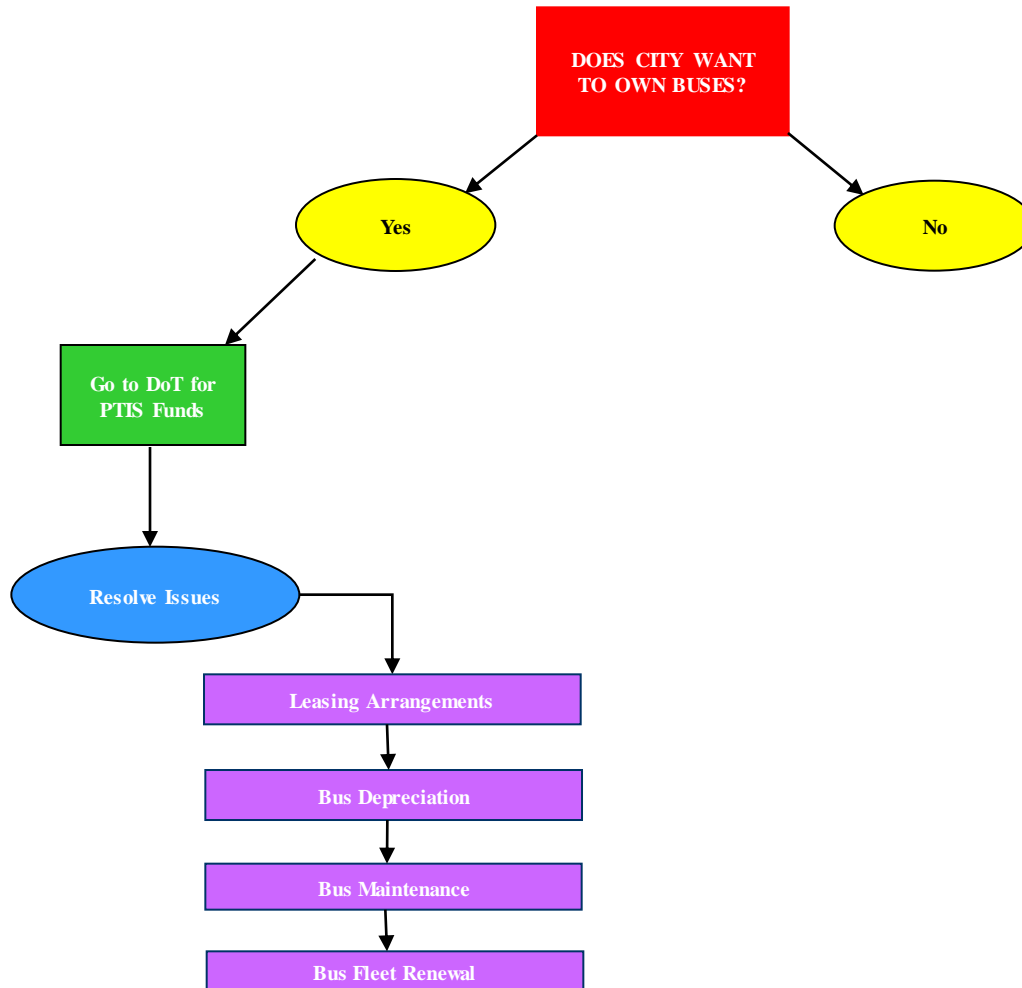 DOES CITY WANT
TO OWN BUSES?
Yes
No
Go to DoT for
PTIS Funds
Resolve Issues
Leasing Arrangements
Bus Depreciation
Bus Maintenance
Bus Fleet Renewal